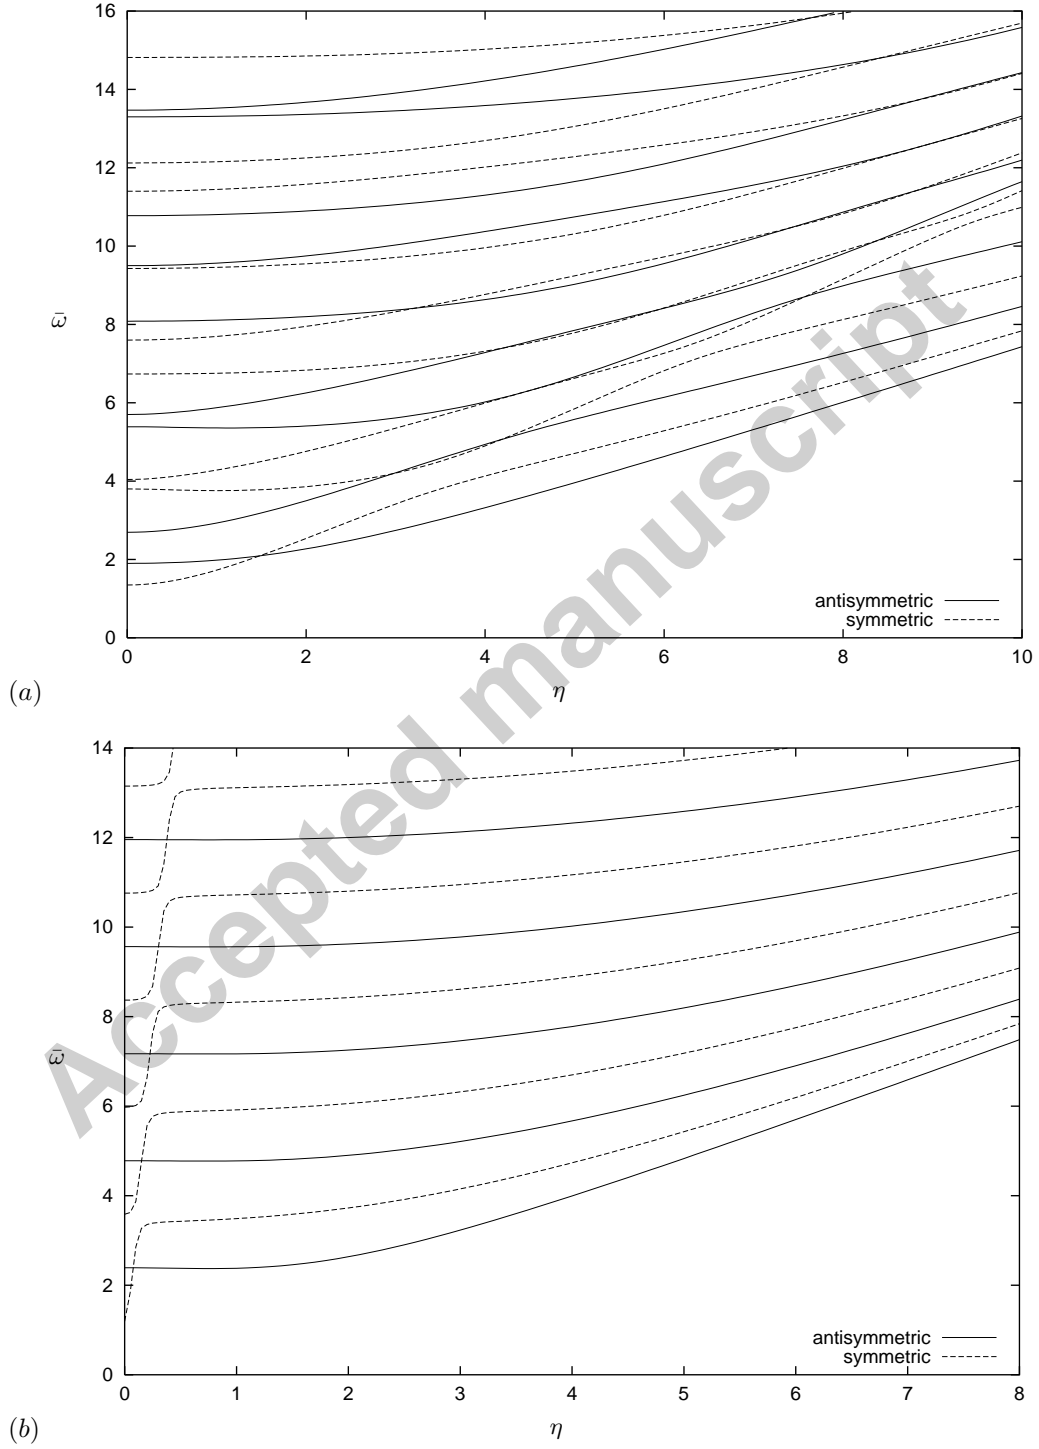 16
14
12
10
8
6
4
2
0
ω̄
antisymmetric
symmetric
0 2 4 6 8 10
(a) η
Accepted manuscript
14
12
10
8
6
4
2
0
ω̄
antisymmetric
symmetric
0 1 2 3 4 5 6 7 8
(b) η